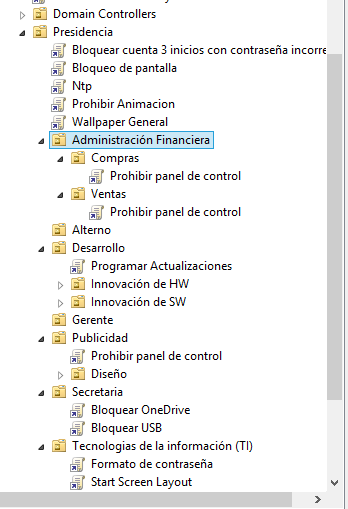 Domain Controllers
Presidencia
Bloquear cuenta 3 inicios con contraseña incorre
Bloqueo de pantalla
Ntp
Prohibir Animacion
Wallpaper General
Administración Financiera
Compras
Prohibir panel de control
Ventas
Prohibir panel de control
Alterno
Desarrollo
Programar Actualizaciones
Innovación de HW
Innovación de SW
Gerente
Publicidad
Prohibir panel de control
Diseño
Secretaria
Bloquear OneDrive
Bloquear USB
Tecnologias de la información (TI)
Formato de contraseña
Start Screen Layout